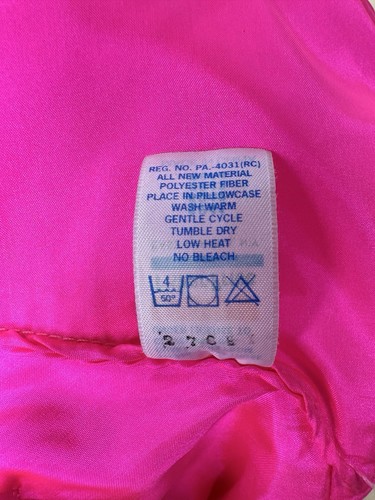 REG. NO. PA.-4031(RC)
ALL NEW MATERIAL
POLYESTER FIBER
PLACE IN PILLOWCASE
WASH WARM
GENTLE CYCLE
TUMBLE DRY
LOW HEAT
NO BLEACH
4
50°